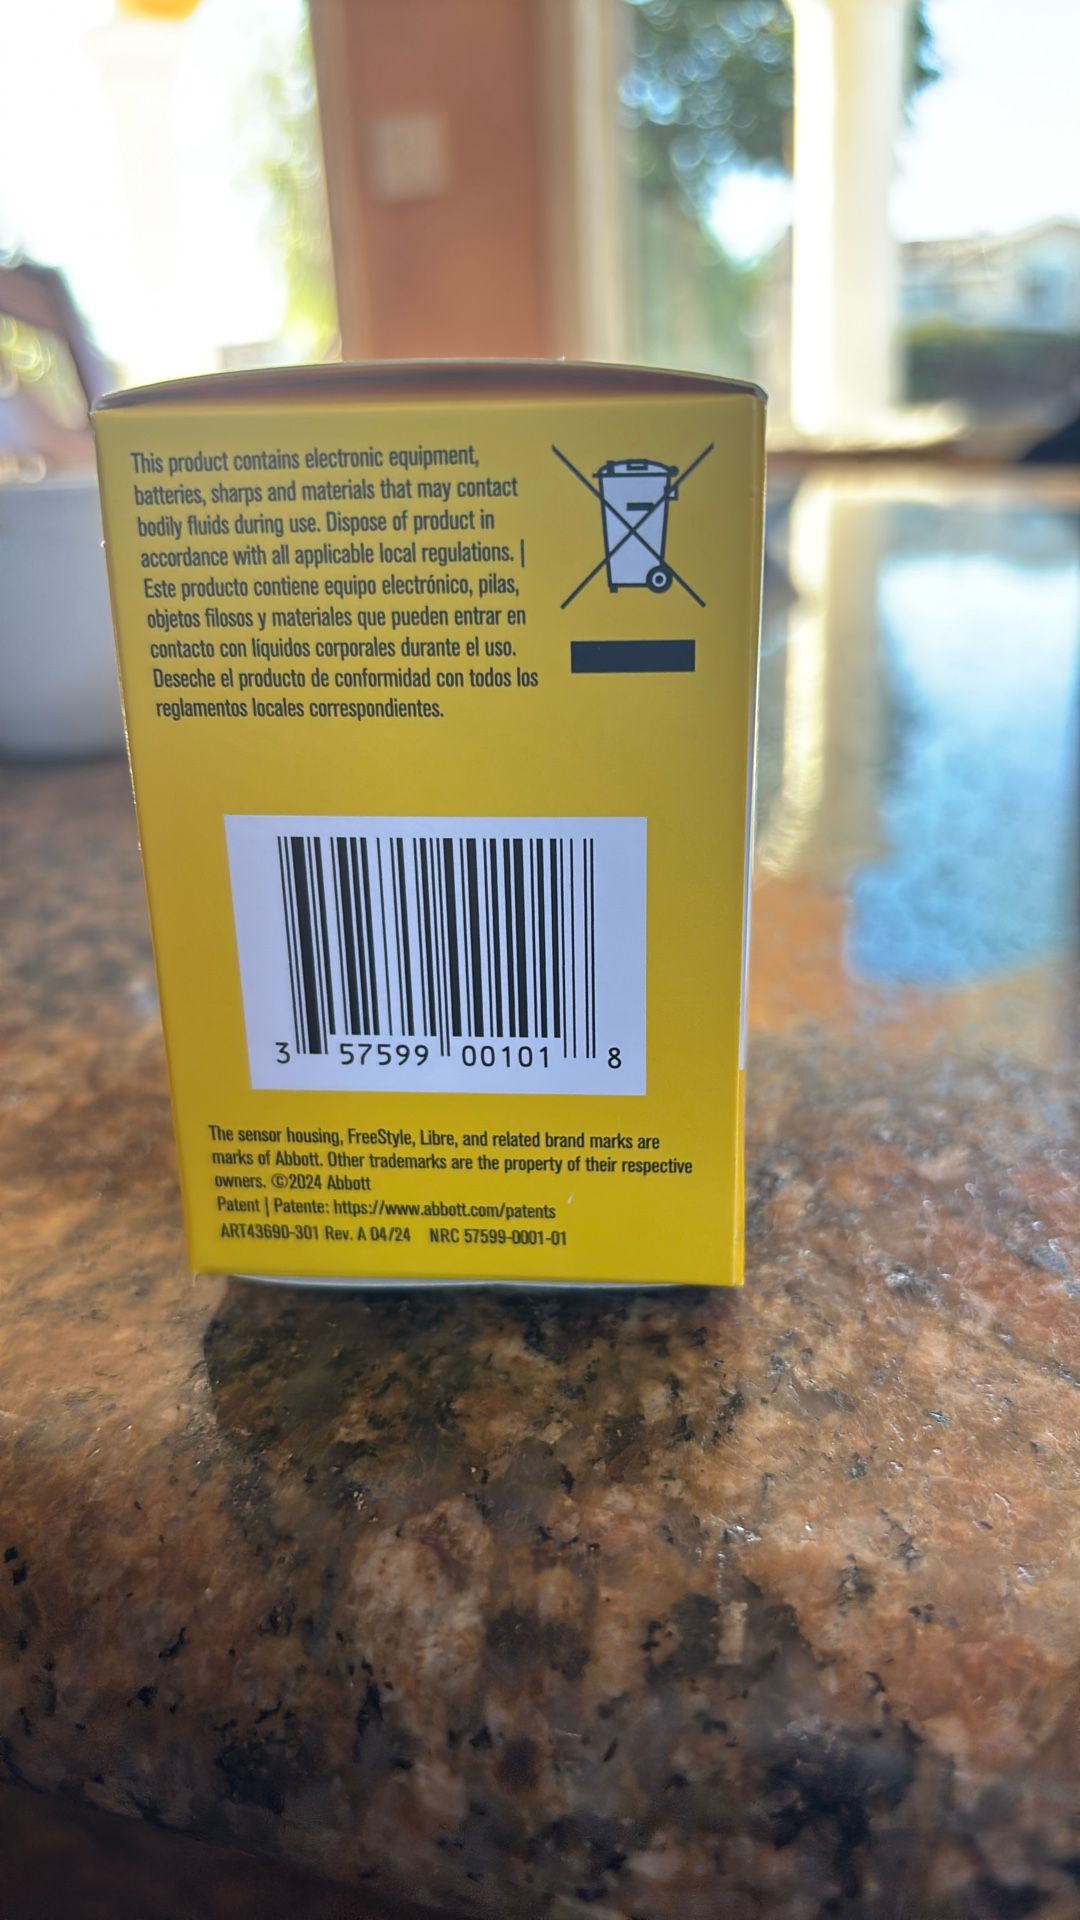 This product contains electronic equipment,
batteries, sharps and materials that may contact
bodily fluids during use. Dispose of product in
accordance with all applicable local regulations. |
Este producto contiene equipo electrónico, pilas,
objetos filosos y materiales que pueden entrar en
contacto con líquidos corporales durante el uso.
Deseche el producto de conformidad con todos los
reglamentos locales correspondientes.
3 57599 00101 8
The sensor housing, FreeStyle, Libre, and related brand marks are
marks of Abbott. Other trademarks are the property of their respective
owners. ©2024 Abbott
Patent | Patente: https://www.abbott.com/patents
ART43690-301 Rev. A 04/24 NRC 57599-0001-01